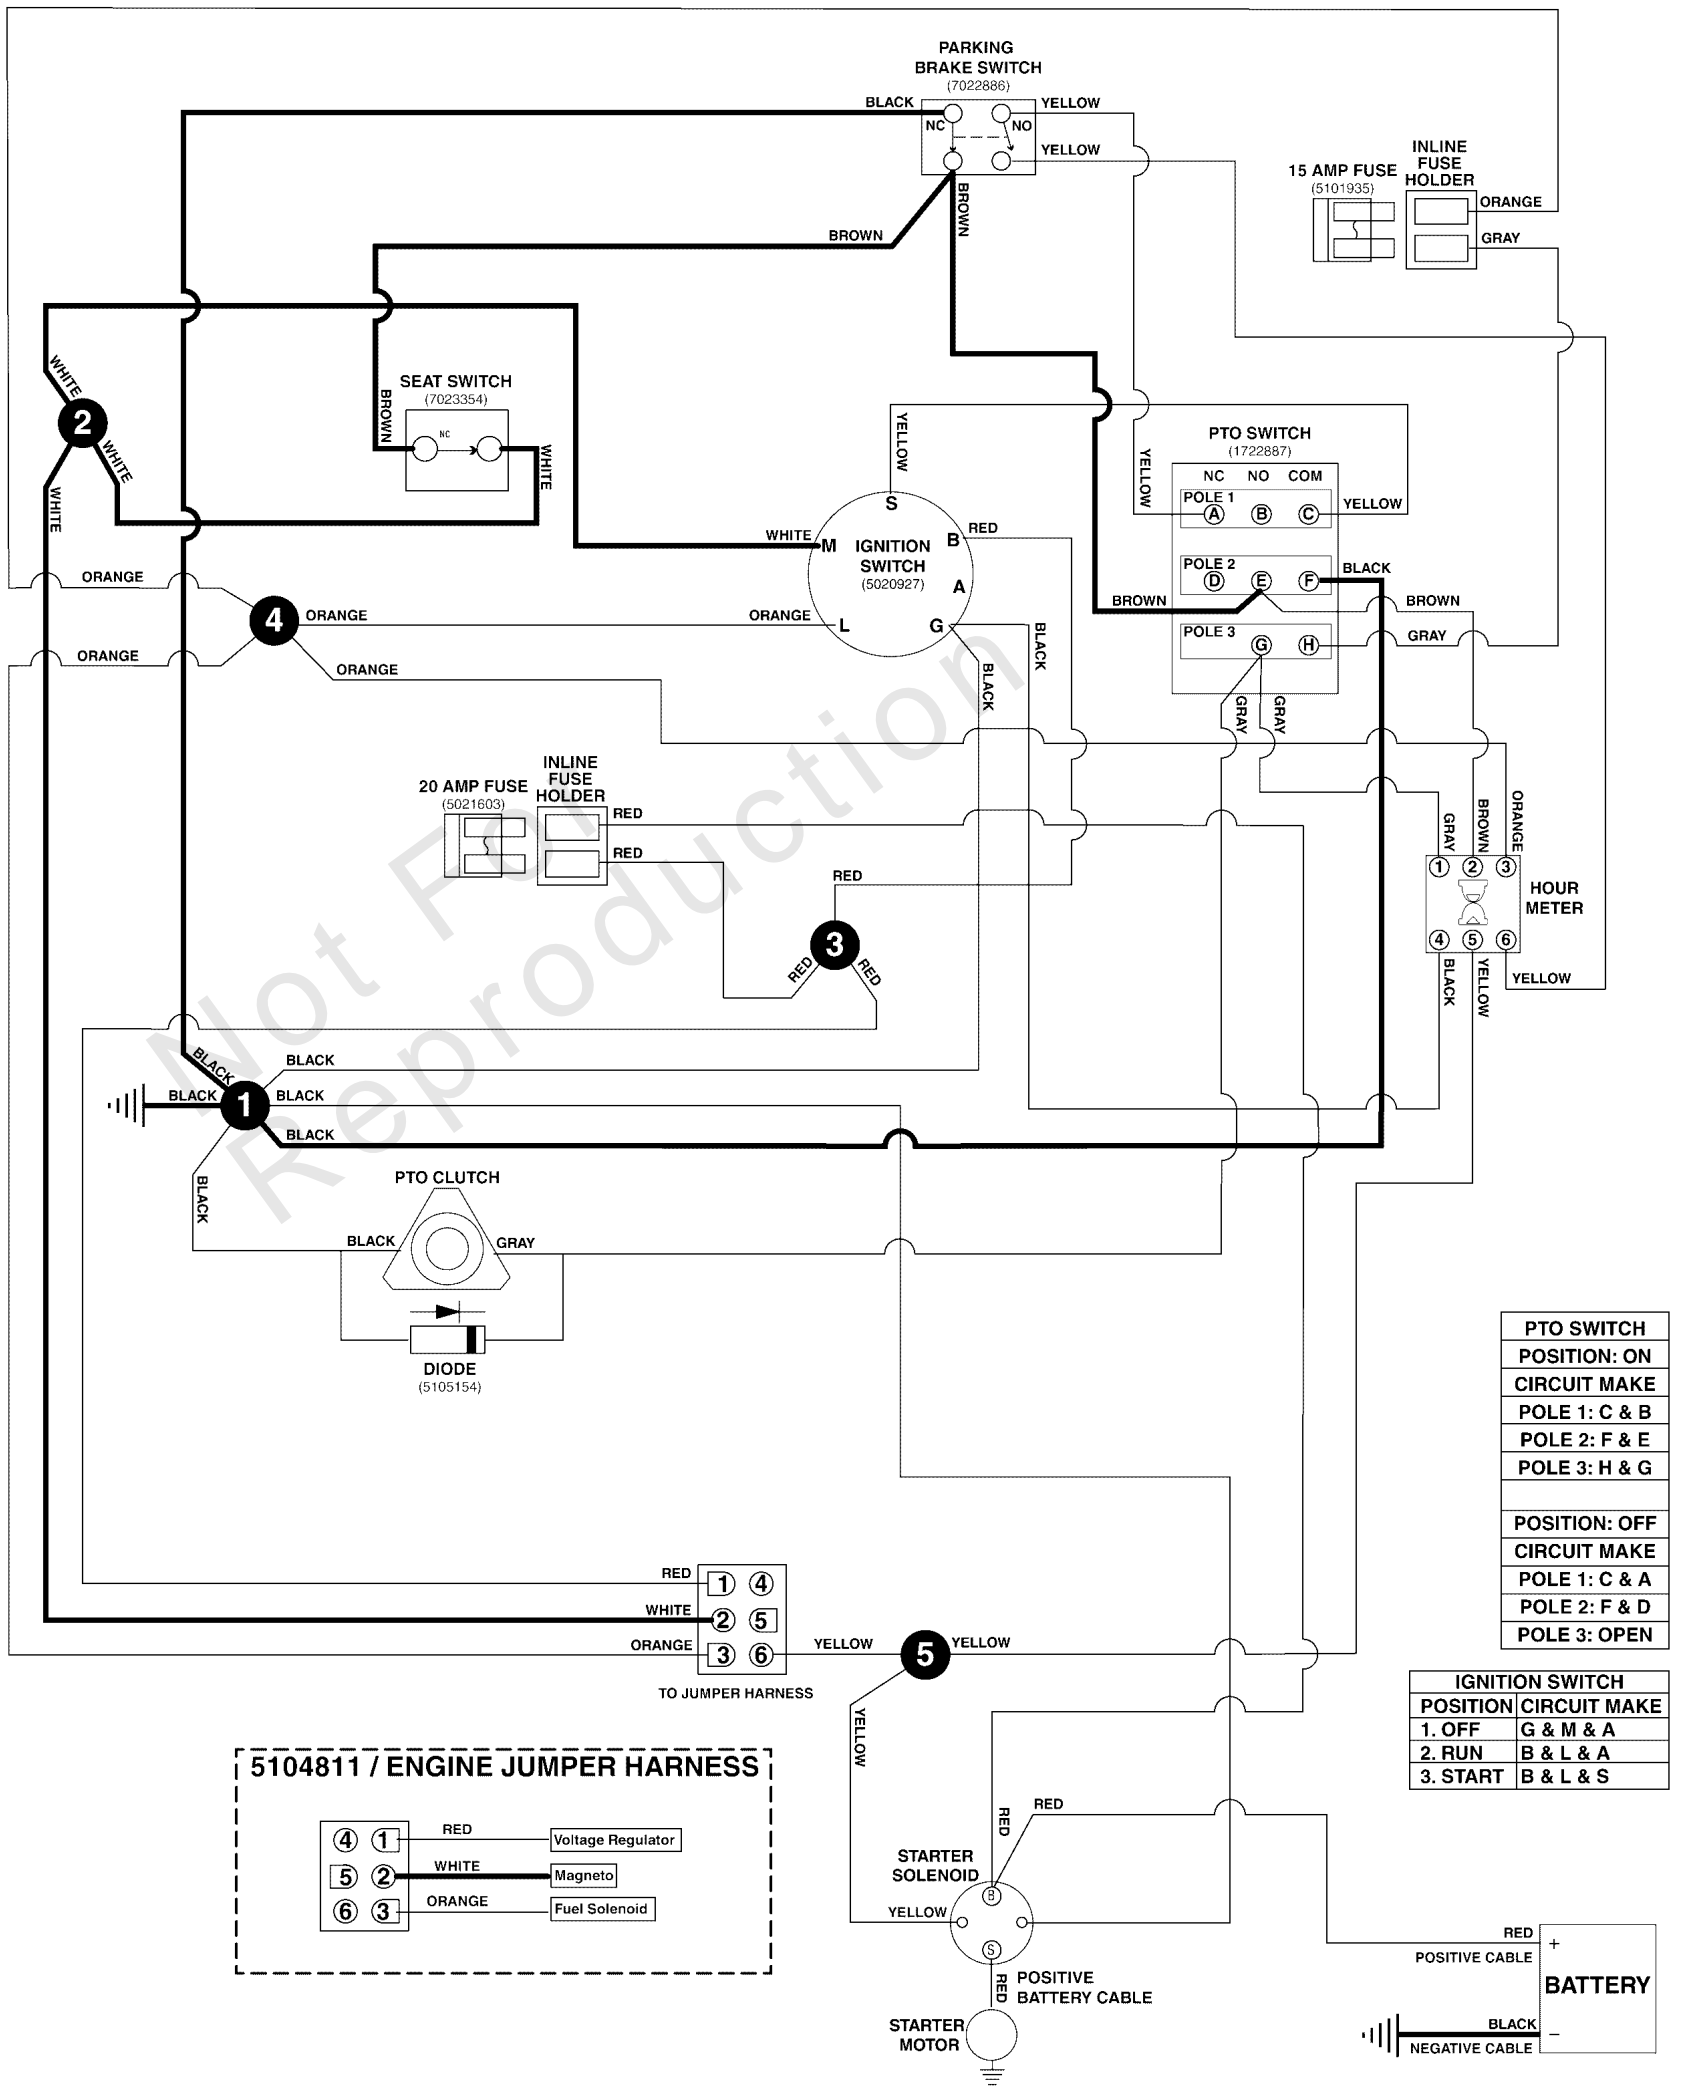 PARKING
BRAKE SWITCH
(7022886)
BLACK
NC
NO
YELLOW
YELLOW
BROWN
BROWN
15 AMP FUSE
(5101935)
INLINE
FUSE
HOLDER
ORANGE
GRAY
WHITE
2
WHITE
WHITE
SEAT SWITCH
(7023354)
NC
BROWN
WHITE
YELLOW
S
WHITE
M
IGNITION
SWITCH
(5020927)
B
RED
A
ORANGE
L
G
BLACK
BLACK
YELLOW
PTO SWITCH
(1722887)
NC NO COM
POLE 1
A B C
YELLOW
POLE 2
D E F
BLACK
BROWN
BROWN
POLE 3
G H
GRAY
GRAY
GRAY
ORANGE
4
ORANGE
ORANGE
ORANGE
20 AMP FUSE
(5021603)
INLINE
FUSE
HOLDER
RED
RED
RED
3
RED
RED
GRAY
BROWN
ORANGE
1 2 3
HOUR
METER
4 5 6
BLACK
YELLOW
YELLOW
Not For
Reproduction
BLACK
BLACK
BLACK
1
BLACK
BLACK
BLACK
PTO CLUTCH
BLACK
GRAY
DIODE
(5105154)
PTO SWITCH
POSITION: ON
CIRCUIT MAKE
POLE 1: C & B
POLE 2: F & E
POLE 3: H & G
POSITION: OFF
CIRCUIT MAKE
POLE 1: C & A
POLE 2: F & D
POLE 3: OPEN
RED
1 4
WHITE
2 5
ORANGE
3 6
YELLOW
5
YELLOW
TO JUMPER HARNESS
YELLOW
IGNITION SWITCH
POSITION CIRCUIT MAKE
1. OFF G & M & A
2. RUN B & L & A
3. START B & L & S
5104811 / ENGINE JUMPER HARNESS
4 1
RED
Voltage Regulator
5 2
WHITE
Magneto
6 3
ORANGE
Fuel Solenoid
RED
RED
STARTER
SOLENOID
B
YELLOW
S
RED
POSITIVE
BATTERY CABLE
STARTER
MOTOR
RED
POSITIVE CABLE
+
BATTERY
BLACK
NEGATIVE CABLE
−